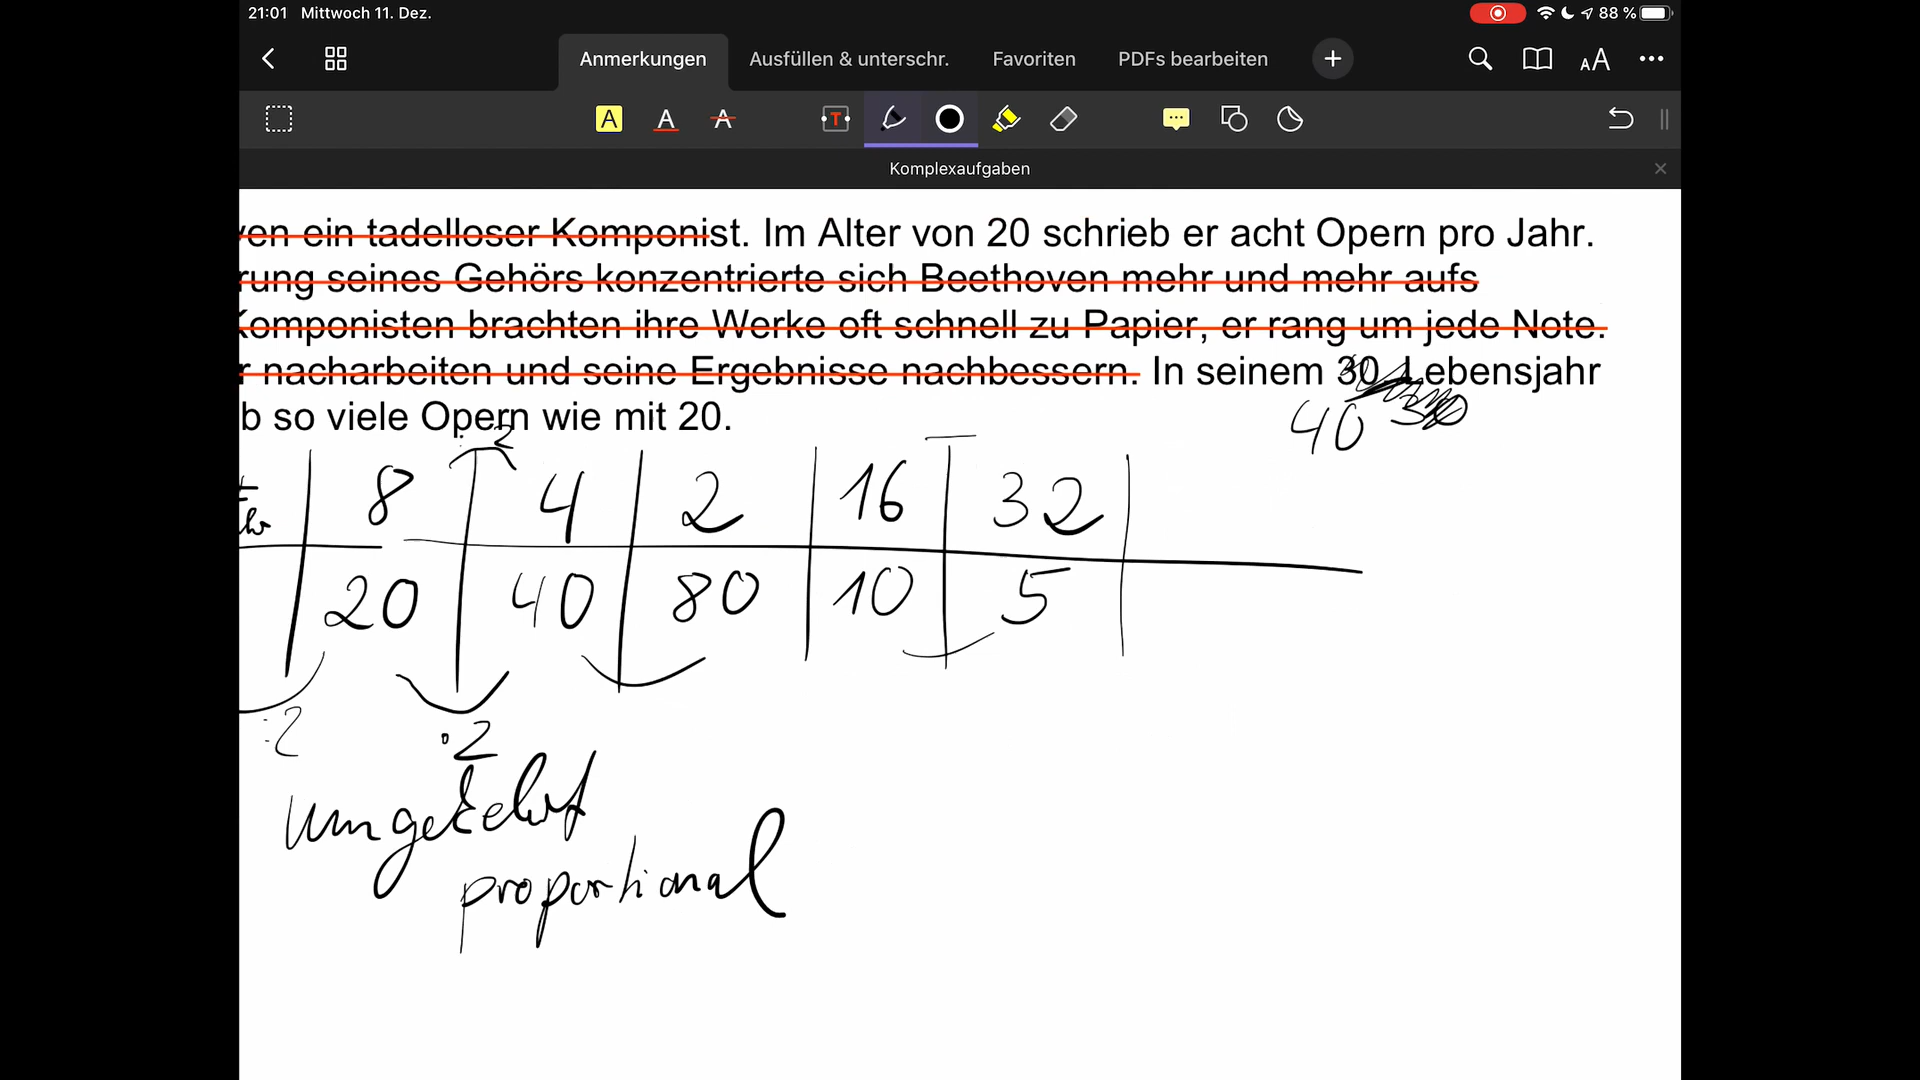 21:01 Mittwoch 11. Dez. 88 %
Anmerkungen Ausfüllen & unterschr. Favoriten PDFs bearbeiten
Komplexaufgaben
ven ein tadelloser Komponist. Im Alter von 20 schrieb er acht Opern pro Jahr.
rung seines Gehörs konzentrierte sich Beethoven mehr und mehr aufs
Komponisten brachten ihre Werke oft schnell zu Papier, er rang um jede Note.
r nacharbeiten und seine Ergebnisse nachbessern. In seinem 30. Lebensjahr
40
b so viele Opern wie mit 20.
:2
8 4 2 16 32
20 40 80 10 5
:2 ·2
umgekehrt
proportional